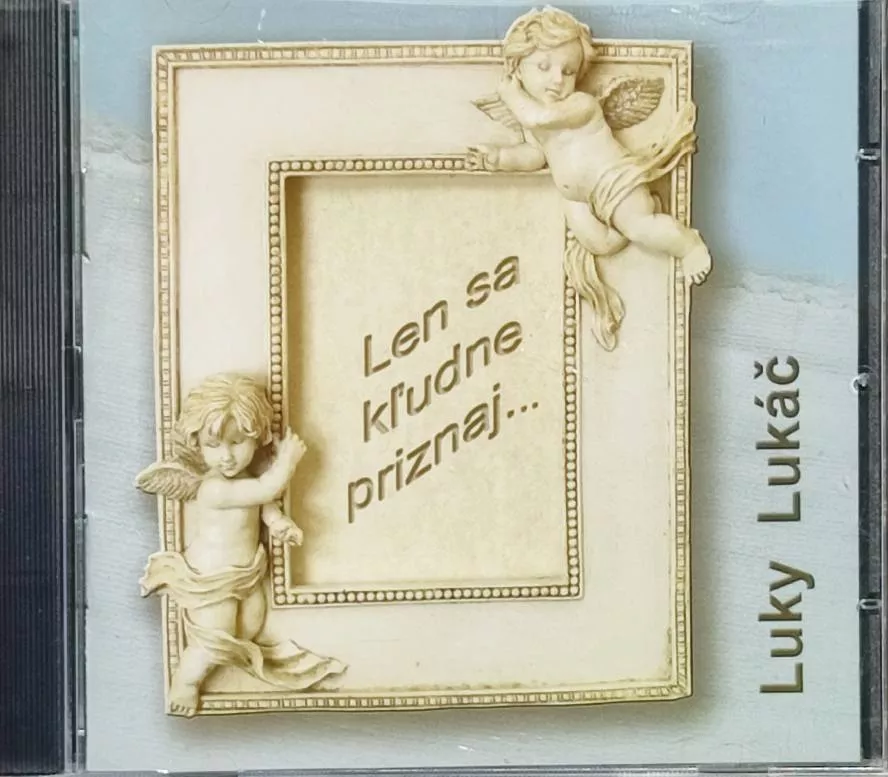 Len sa
kľudne
priznaj...
Luky Lukáč